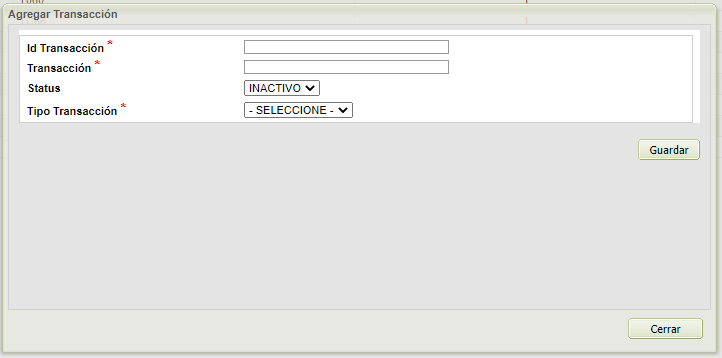 Agregar Transacción
Id Transacción *
Transacción *
Status INACTIVO
Tipo Transacción * - SELECCIONE -
Guardar
Cerrar